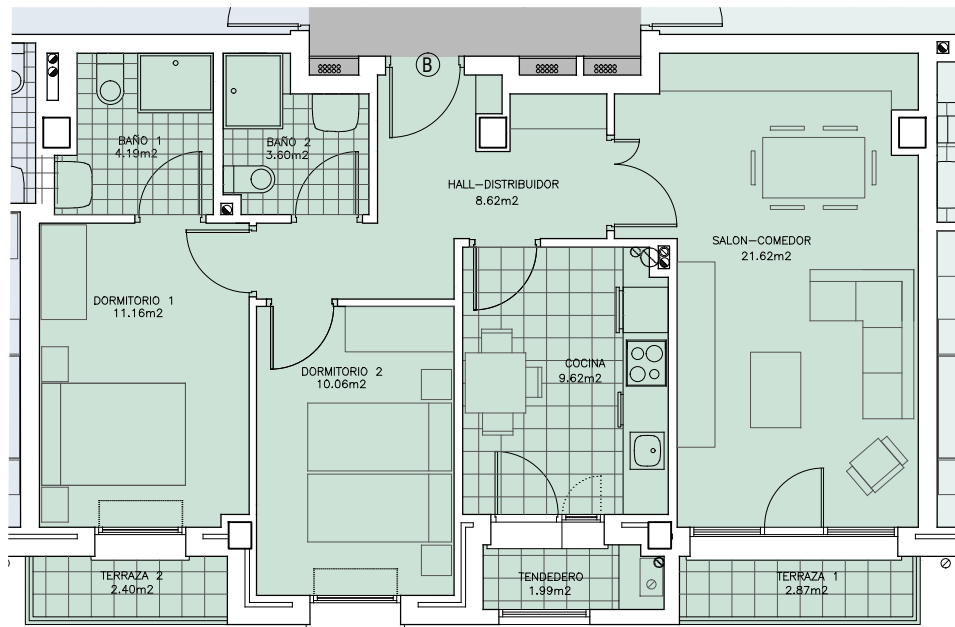 B
BAÑO 1
4.19m2
BAÑO 2
3.60m2
HALL-DISTRIBUIDOR
8.62m2
SALON-COMEDOR
21.62m2
DORMITORIO 1
11.16m2
DORMITORIO 2
10.06m2
COCINA
9.62m2
TERRAZA 2
2.40m2
TENDEDERO
1.99m2
TERRAZA 1
2.87m2